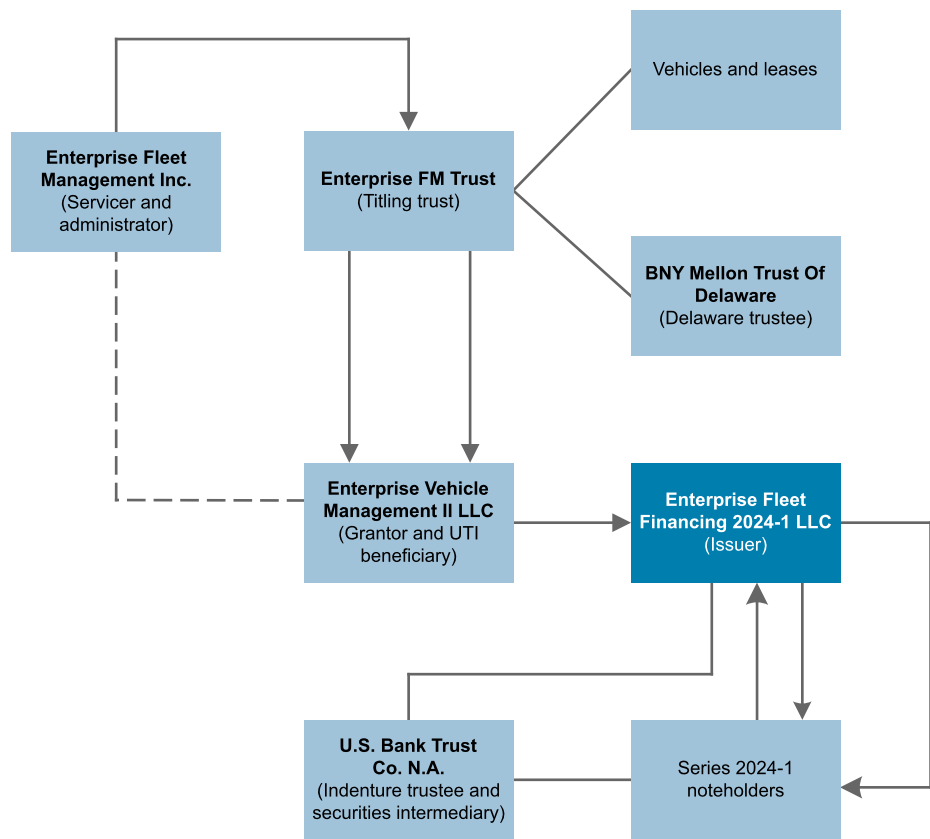 Vehicles and leases
Enterprise Fleet
Management Inc.
(Servicer and
administrator)
Enterprise FM Trust
(Titling trust)
BNY Mellon Trust Of
Delaware
(Delaware trustee)
Enterprise Vehicle
Management II LLC
(Grantor and UTI
beneficiary)
Enterprise Fleet
Financing 2024-1 LLC
(Issuer)
U.S. Bank Trust
Co. N.A.
(Indenture trustee and
securities intermediary)
Series 2024-1
noteholders